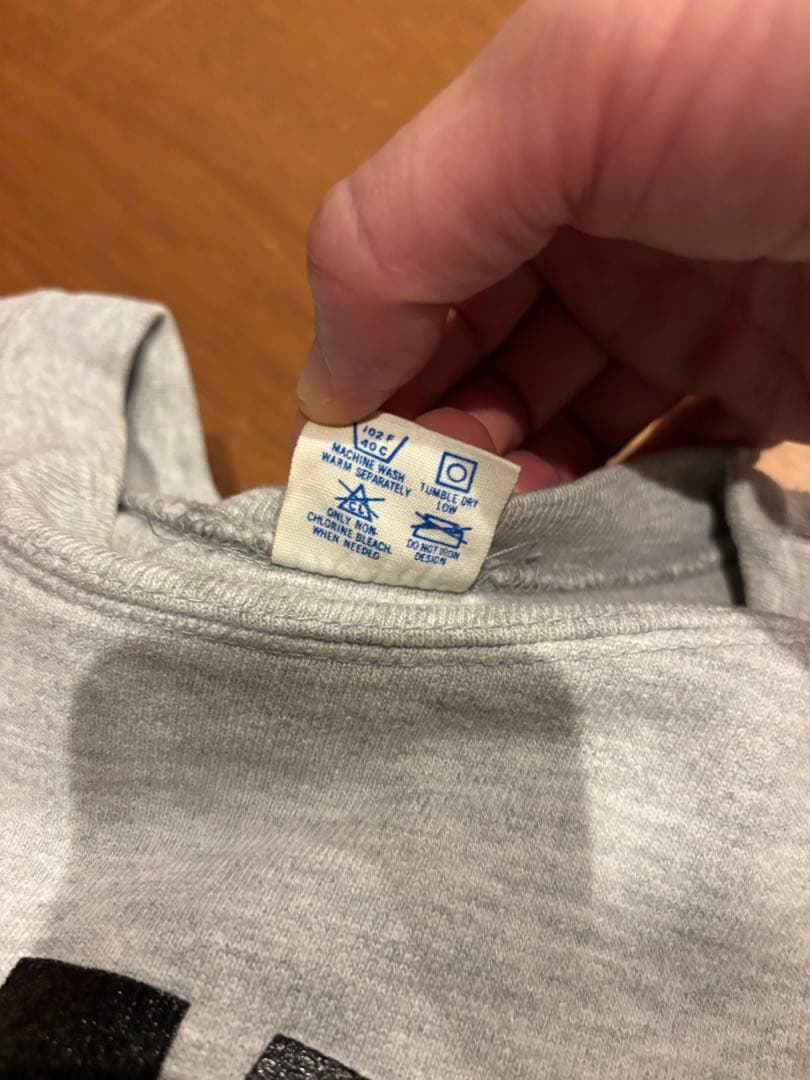 102 F
40 C
MACHINE WASH
WARM SEPARATELY
TUMBLE DRY
LOW
CL
ONLY NON-
CHLORINE BLEACH
WHEN NEEDED
DO NOT IRON
DESIGN